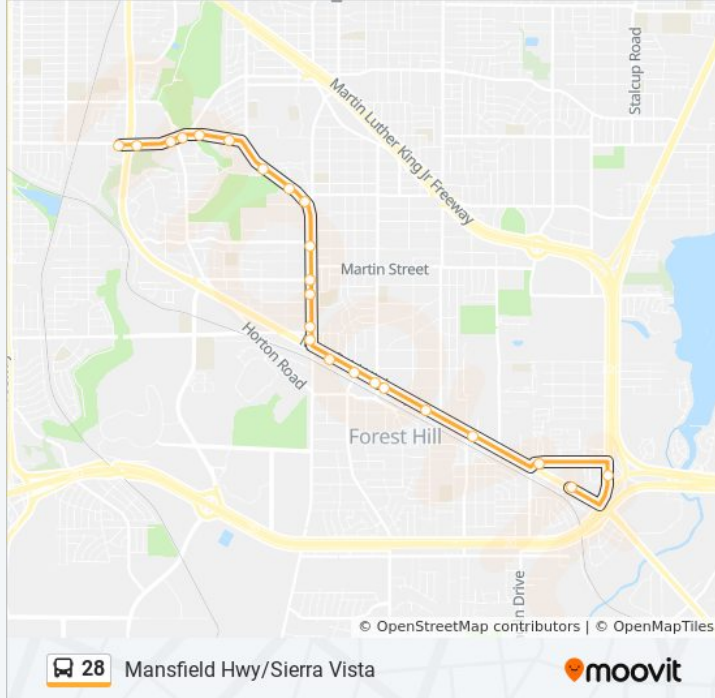 Stalcup Road
Martin Luther King Jr Freeway
Martin Street
Horton Road
Forest Hill
Drive
© OpenStreetMap contributors | © OpenMapTiles
28 Mansfield Hwy/Sierra Vista
moovit